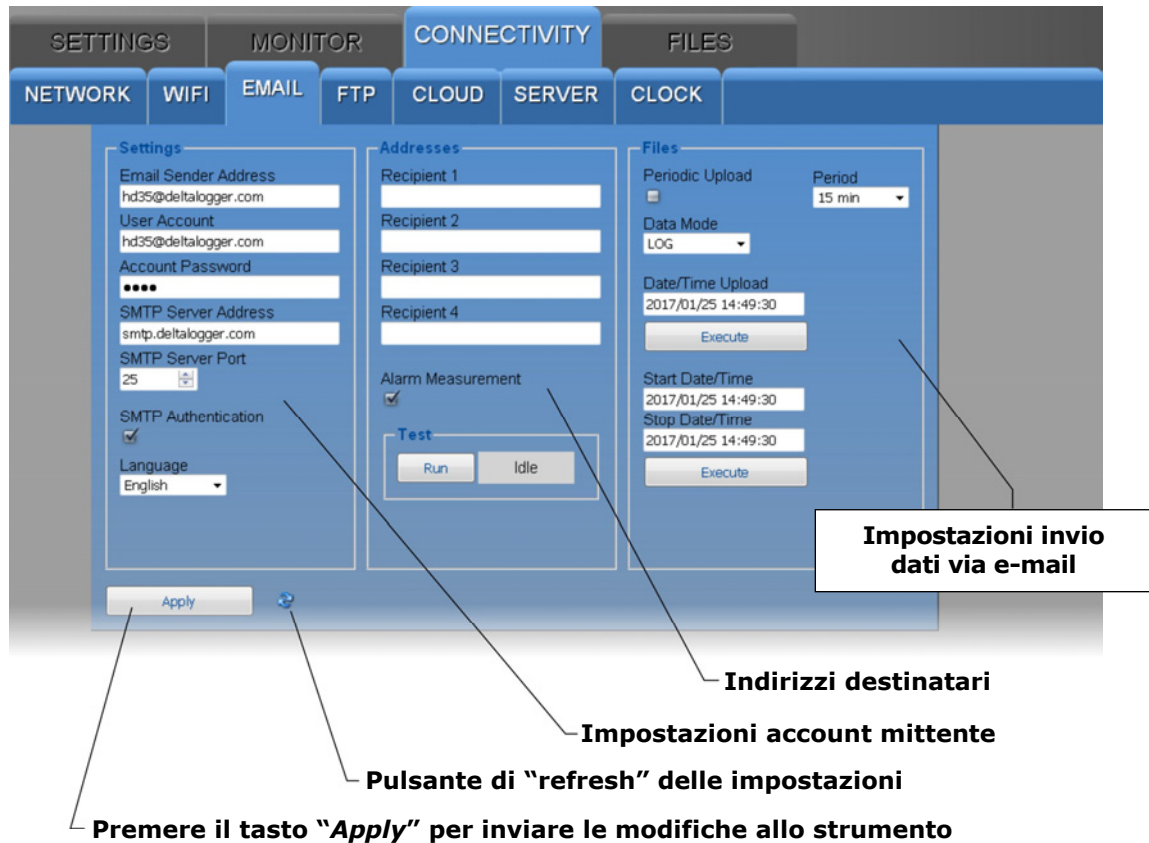 SETTINGS MONITOR CONNECTIVITY FILES
NETWORK WIFI EMAIL FTP CLOUD SERVER CLOCK
Settings
Email Sender Address
hd35@deltalogger.com
User Account
hd35@deltalogger.com
Account Password
••••
SMTP Server Address
smtp.deltalogger.com
SMTP Server Port
25
SMTP Authentication
Language
English
Addresses
Recipient 1
Recipient 2
Recipient 3
Recipient 4
Alarm Measurement
Test
Run Idle
Files
Periodic Upload Period
15 min
Data Mode
LOG
Date/Time Upload
2017/01/25 14:49:30
Execute
Start Date/Time
2017/01/25 14:49:30
Stop Date/Time
2017/01/25 14:49:30
Execute
Impostazioni invio
dati via e-mail
Apply
Indirizzi destinatari
Impostazioni account mittente
Pulsante di “refresh” delle impostazioni
Premere il tasto “Apply” per inviare le modifiche allo strumento